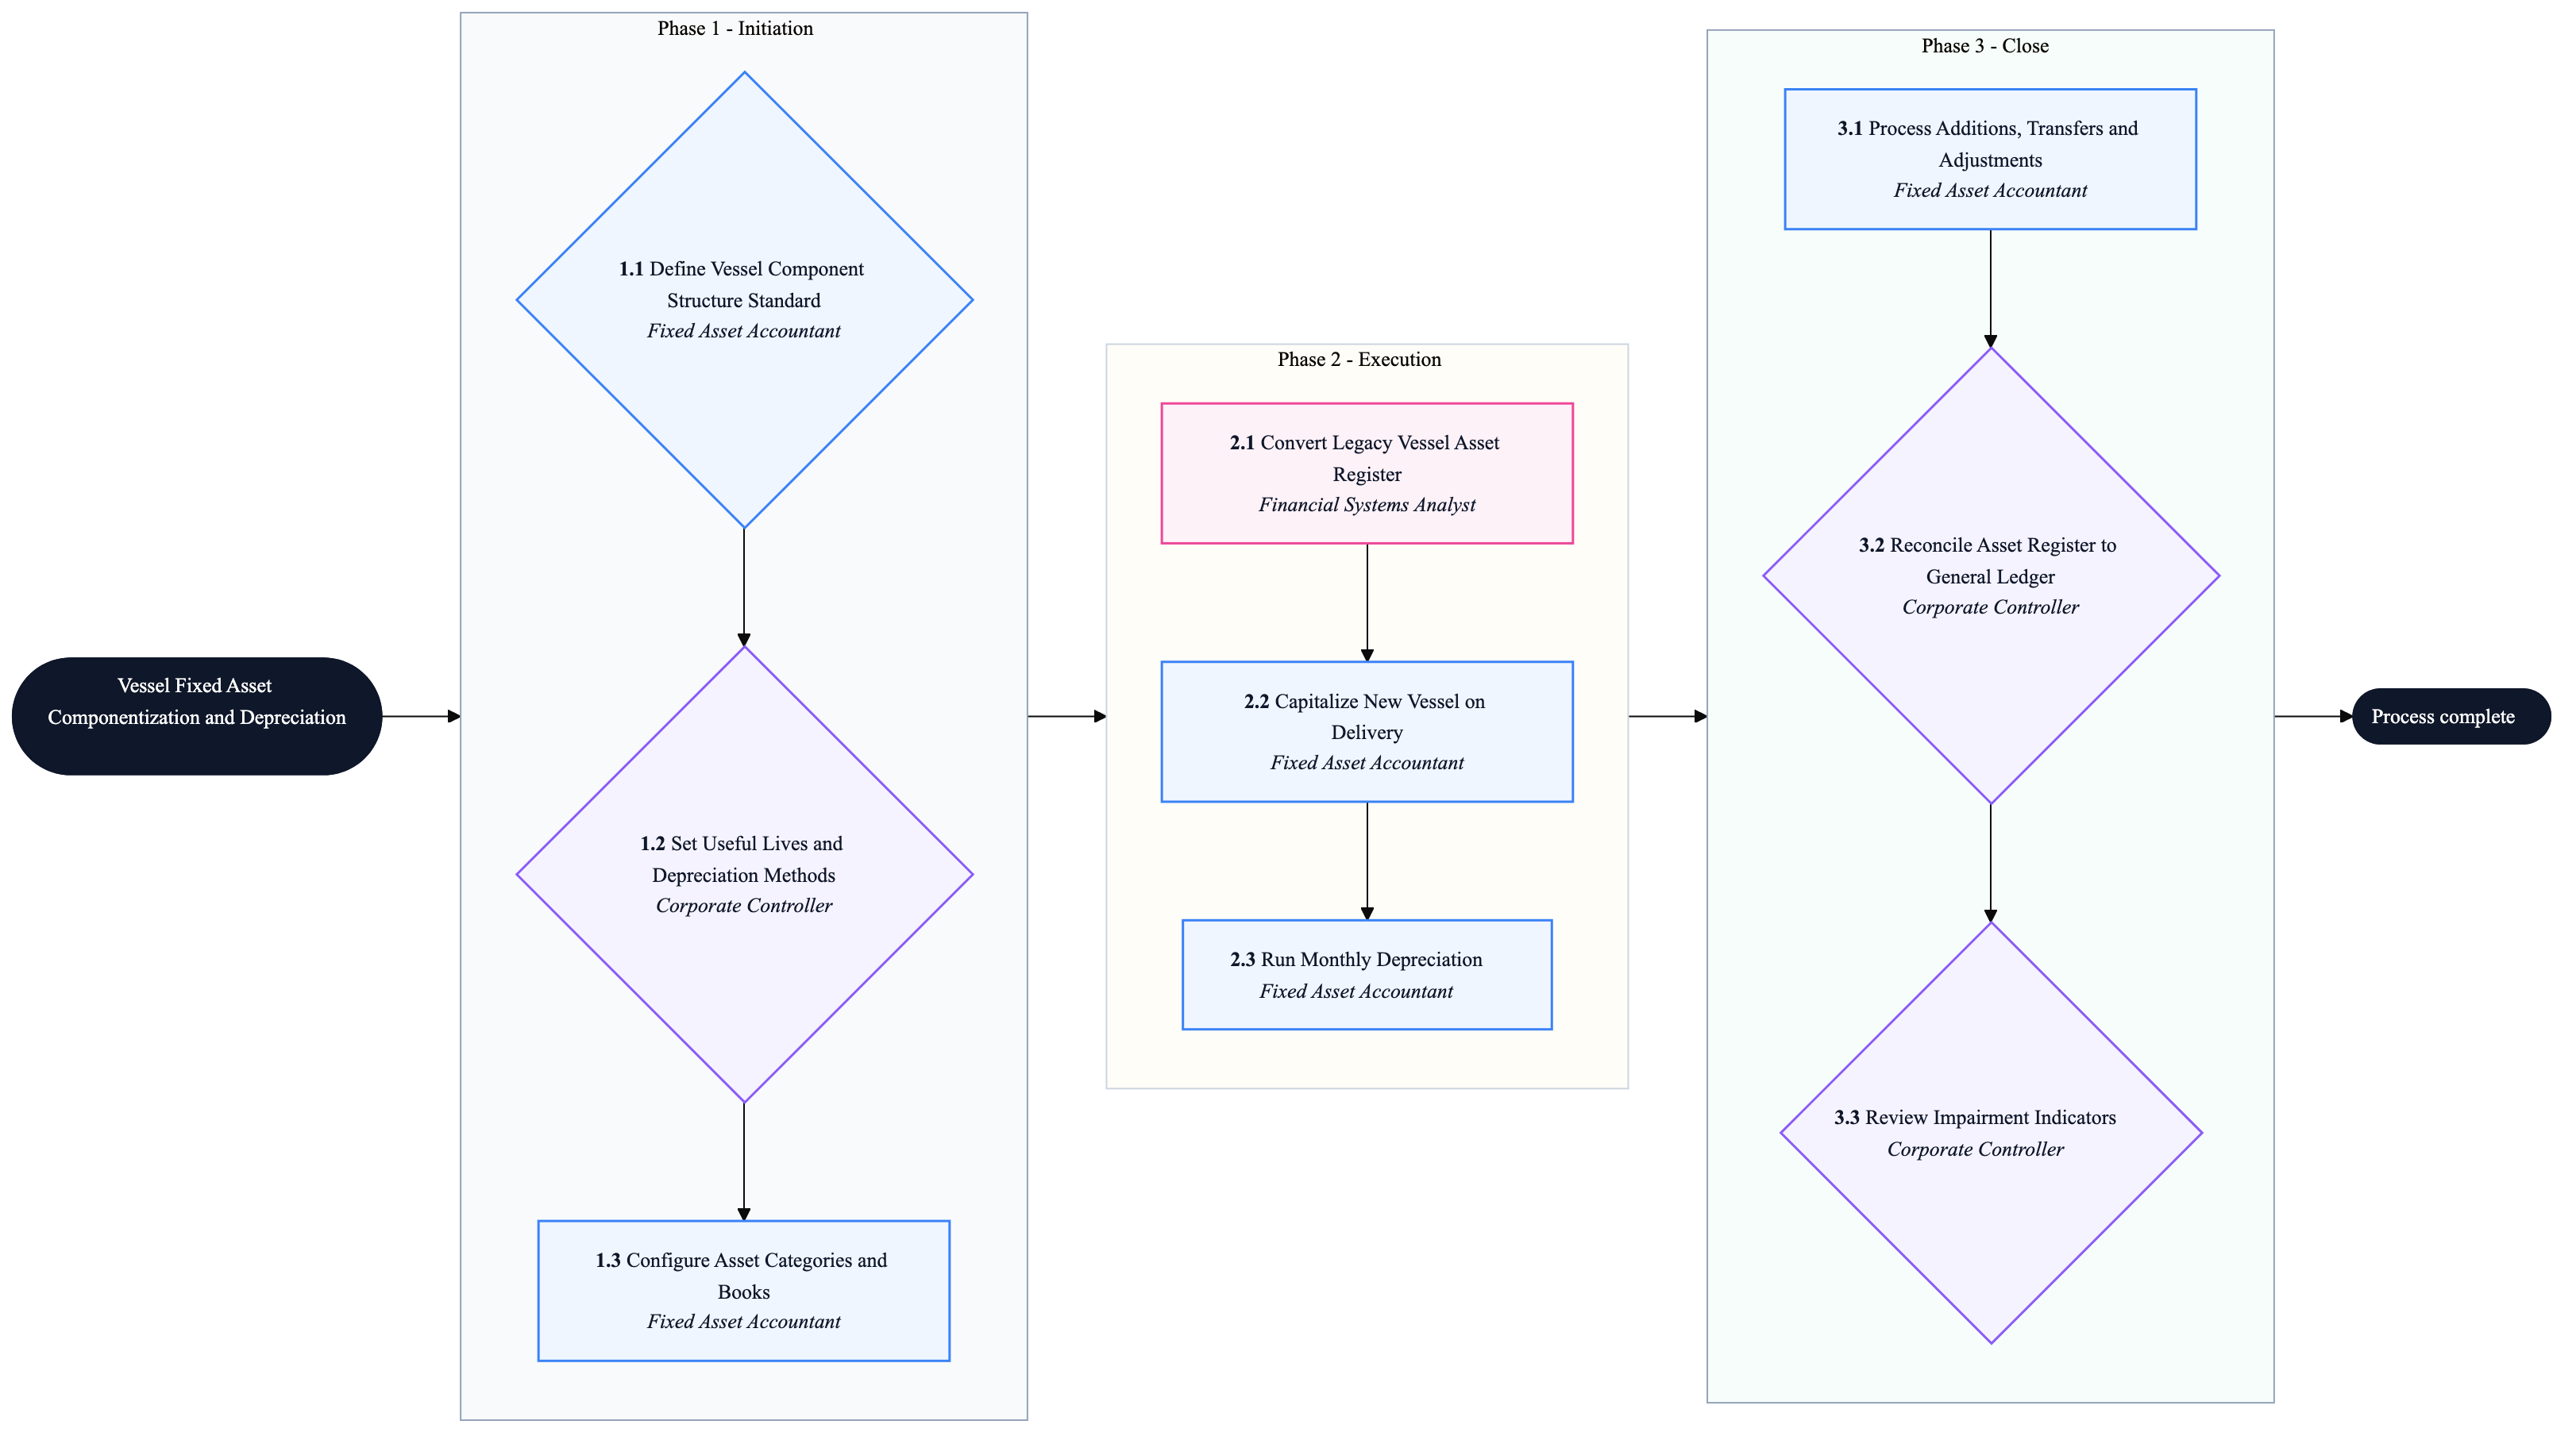 Vessel Fixed Asset
Componentization and Depreciation
Phase 1 - Initiation
1.1 Define Vessel Component
Structure Standard
Fixed Asset Accountant
1.2 Set Useful Lives and
Depreciation Methods
Corporate Controller
1.3 Configure Asset Categories and
Books
Fixed Asset Accountant
Phase 2 - Execution
2.1 Convert Legacy Vessel Asset
Register
Financial Systems Analyst
2.2 Capitalize New Vessel on
Delivery
Fixed Asset Accountant
2.3 Run Monthly Depreciation
Fixed Asset Accountant
Phase 3 - Close
3.1 Process Additions, Transfers and
Adjustments
Fixed Asset Accountant
3.2 Reconcile Asset Register to
General Ledger
Corporate Controller
3.3 Review Impairment Indicators
Corporate Controller
Process complete